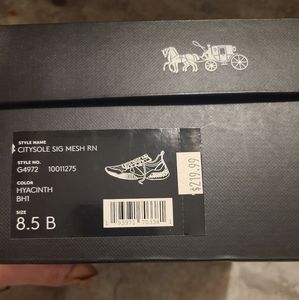 STYLE NAME
CITYSOLE SIG MESH RN
STYLE NO.
G4972 10011275
COLOR
HYACINTH
BH1
SIZE
8.5 B
$219.99